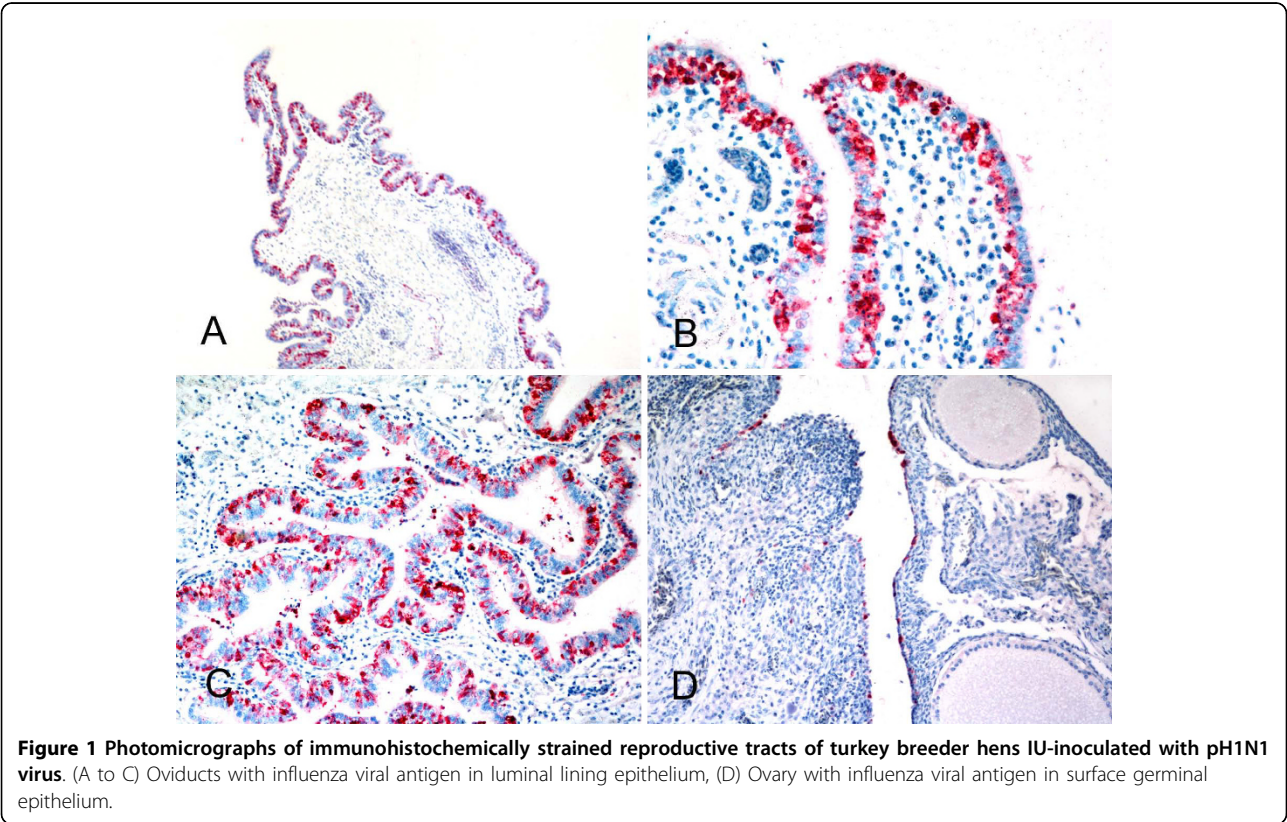 A
B
C
D
Figure 1 Photomicrographs of immunohistochemically strained reproductive tracts of turkey breeder hens IU-inoculated with pH1N1
virus. (A to C) Oviducts with influenza viral antigen in luminal lining epithelium, (D) Ovary with influenza viral antigen in surface germinal
epithelium.